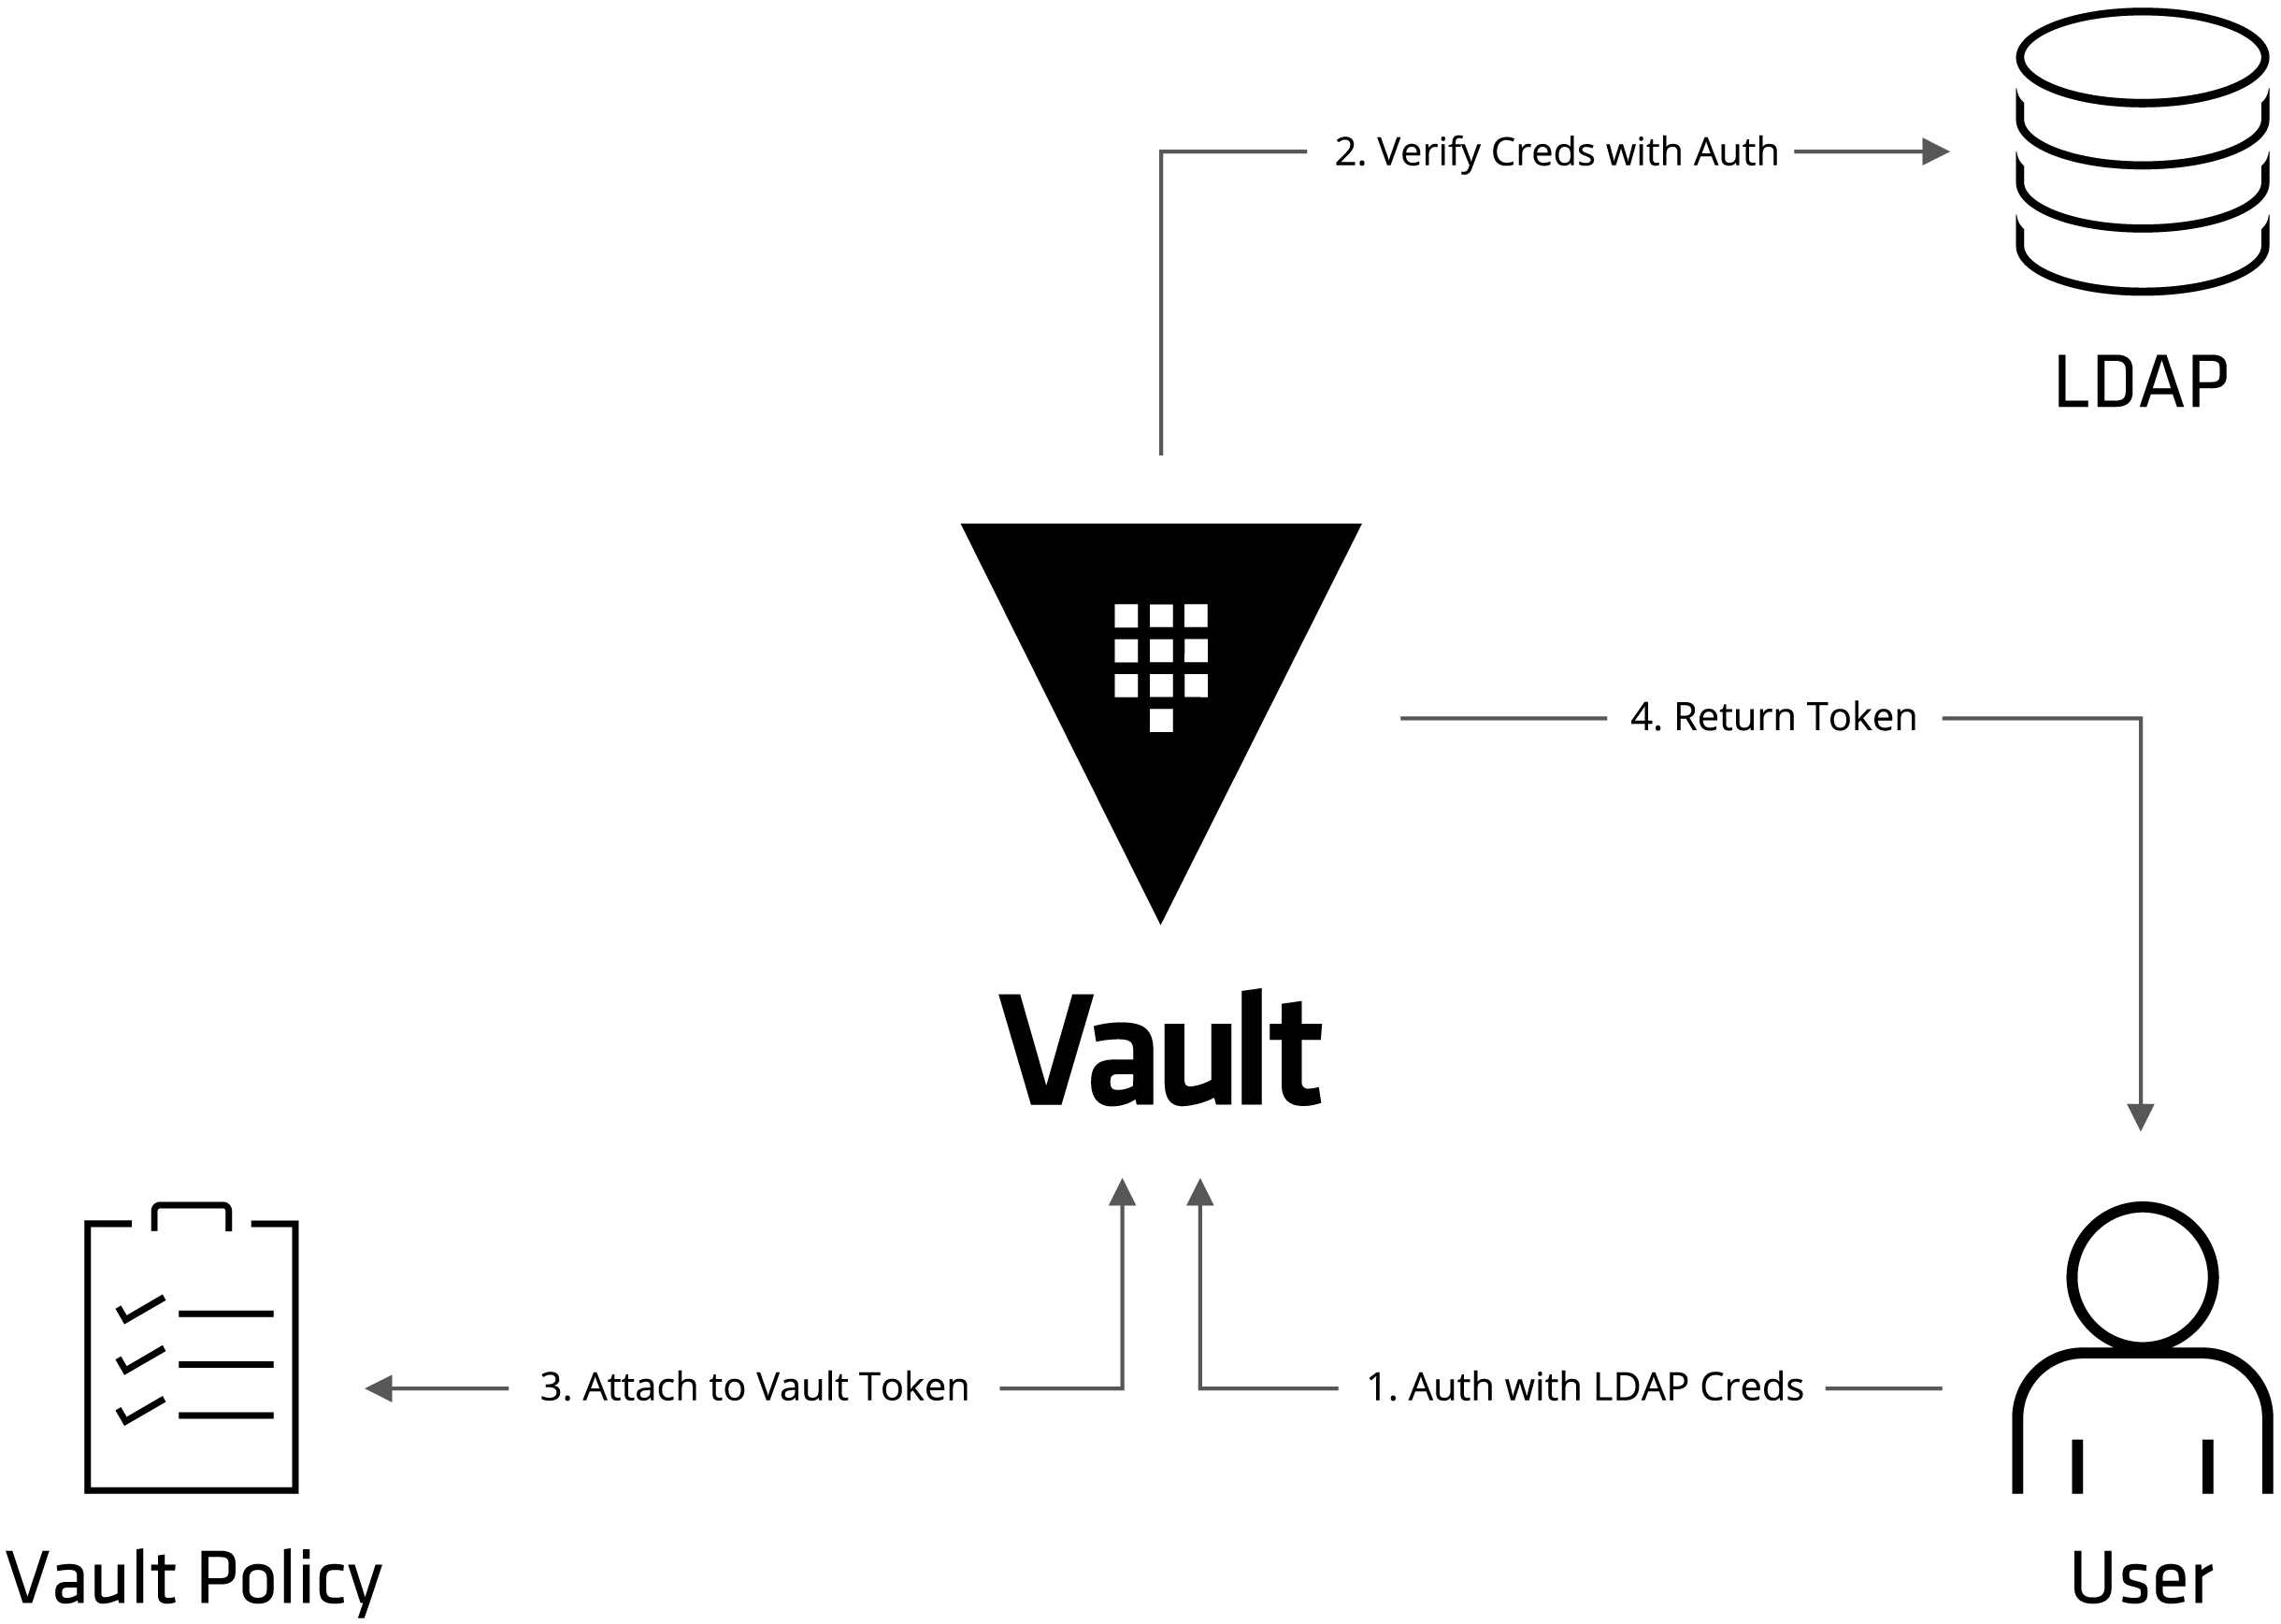 2. Verify Creds with Auth
LDAP
4. Return Token
Vault
3. Attach to Vault Token
1. Auth with LDAP Creds
Vault Policy
User